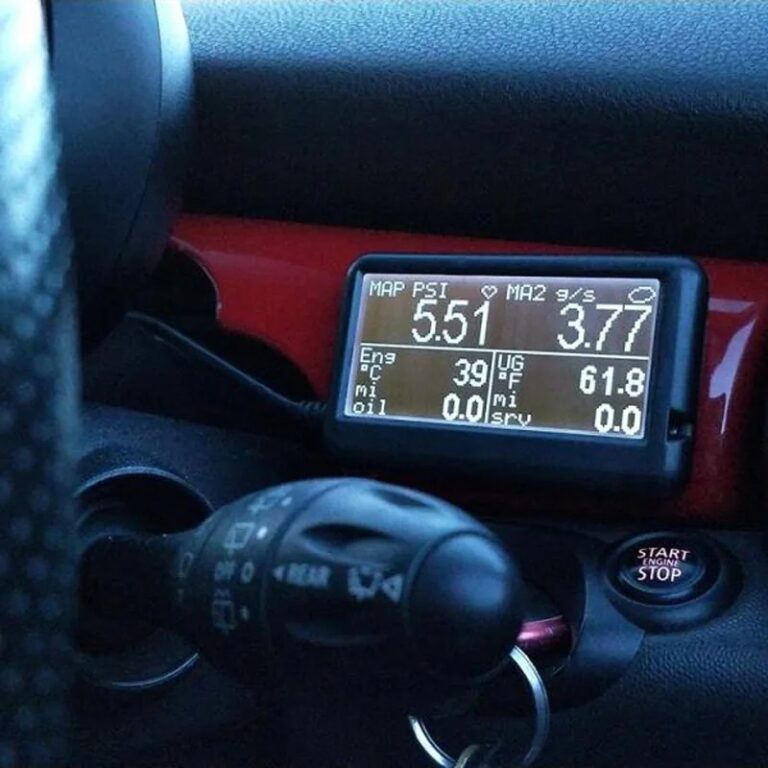 MAP PSI MA2 g/s
5.51 3.77
Eng UG
°C 39 °F 61.8
mi mi
oil 0.0 srv 0.0
OFF O REAR
START
ENGINE
STOP